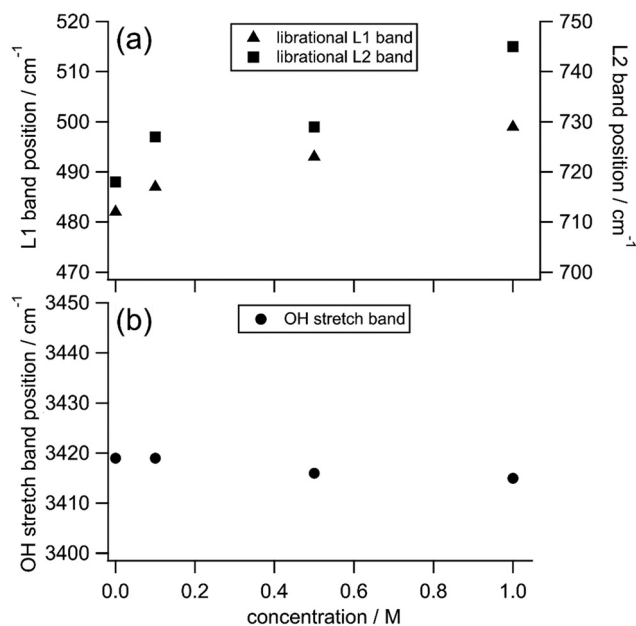 (a)
librational L1 band
librational L2 band
L1 band position / cm⁻¹
520
510
500
490
480
470
L2 band position / cm⁻¹
750
740
730
720
710
700
(b)
OH stretch band
OH stretch band position / cm⁻¹
3450
3440
3430
3420
3410
3400
0.0 0.2 0.4 0.6 0.8 1.0
concentration / M